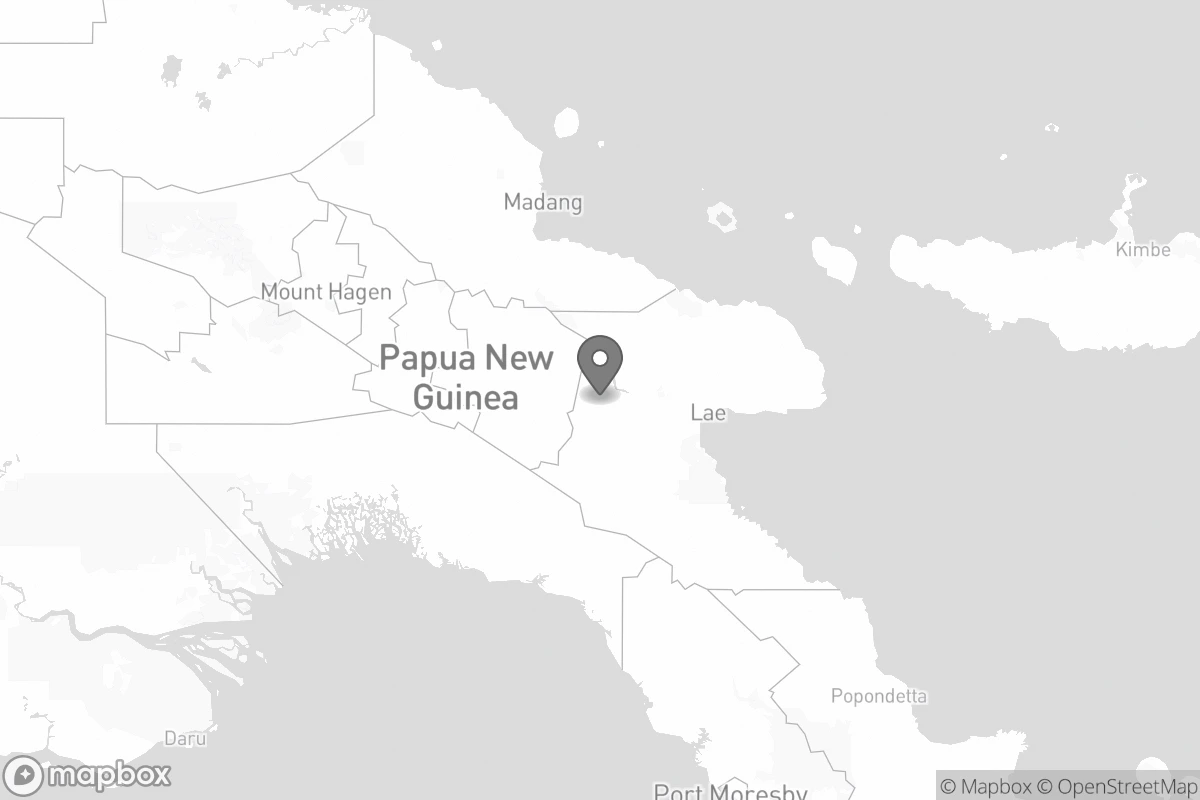 Madang
Kimbe
Mount Hagen
Papua New
Guinea
Lae
Popondetta
Daru
Port Moresby
mapbox
© Mapbox © OpenStreetMap